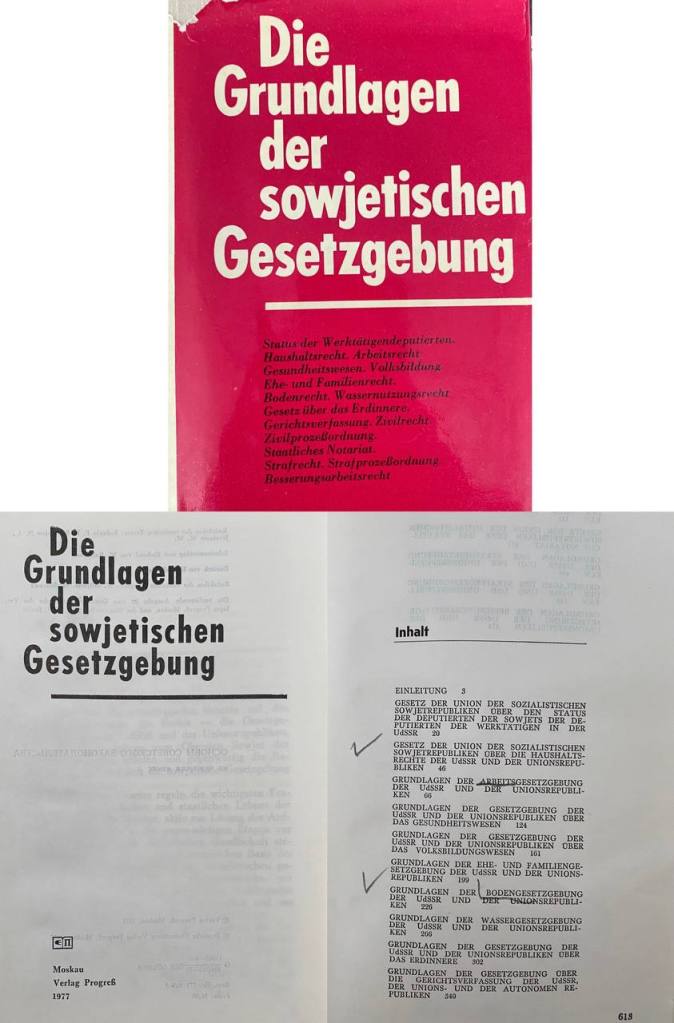 Die
Grundlagen
der
sowjetischen
Gesetzgebung
Status der Werktätigendeputierten.
Haushaltsrecht. Arbeitsrecht
Gesundheitswesen. Volksbildung
Ehe- und Familienrecht.
Bodenrecht. Wassernutzungsrecht
Gesetz über das Erdinnere.
Gerichtsverfassung. Zivilrecht
Zivilprozeßordnung.
Staatliches Notariat.
Strafrecht. Strafprozeßordnung
Besserungsarbeitsrecht
Die
Grundlagen
der
sowjetischen
Gesetzgebung
Moskau
Verlag Progreß
1977
Inhalt
EINLEITUNG 3
GESETZ DER UNION DER SOZIALISTISCHEN
SOWJETREPUBLIKEN ÜBER DEN STATUS
DER DEPUTIERTEN DER SOWJETS DER DE-
PUTIERTEN DER WERKTÄTIGEN IN DER
UdSSR 20
GESETZ DER UNION DER SOZIALISTISCHEN
SOWJETREPUBLIKEN ÜBER DIE HAUSHALTS-
RECHTE DER UdSSR UND DER UNIONSREPU-
BLIKEN 46
GRUNDLAGEN DER ARBEITSGESETZGEBUNG
DER UdSSR UND DER UNIONSREPUBLI-
KEN 66
GRUNDLAGEN DER GESETZGEBUNG DER
UdSSR UND DER UNIONSREPUBLIKEN ÜBER
DAS GESUNDHEITSWESEN 124
GRUNDLAGEN DER GESETZGEBUNG DER
UdSSR UND DER UNIONSREPUBLIKEN ÜBER
DAS VOLKSBILDUNGSWESEN 161
GRUNDLAGEN DER EHE- UND FAMILIENGE-
SETZGEBUNG DER UdSSR UND DER UNIONS-
REPUBLIKEN 199
GRUNDLAGEN DER BODENGESETZGEBUNG
DER UdSSR UND DER UNIONSREPUBLI-
KEN 226
GRUNDLAGEN DER WASSERGESETZGEBUNG
DER UdSSR UND DER UNIONSREPUBLI-
KEN 266
GRUNDLAGEN DER GESETZGEBUNG DER
UdSSR UND DER UNIONSREPUBLIKEN ÜBER
DAS ERDINNERE 302
GRUNDLAGEN DER GESETZGEBUNG ÜBER
DIE GERICHTSVERFASSUNG DER UdSSR,
DER UNIONS- UND DER AUTONOMEN RE-
PUBLIKEN 340
613